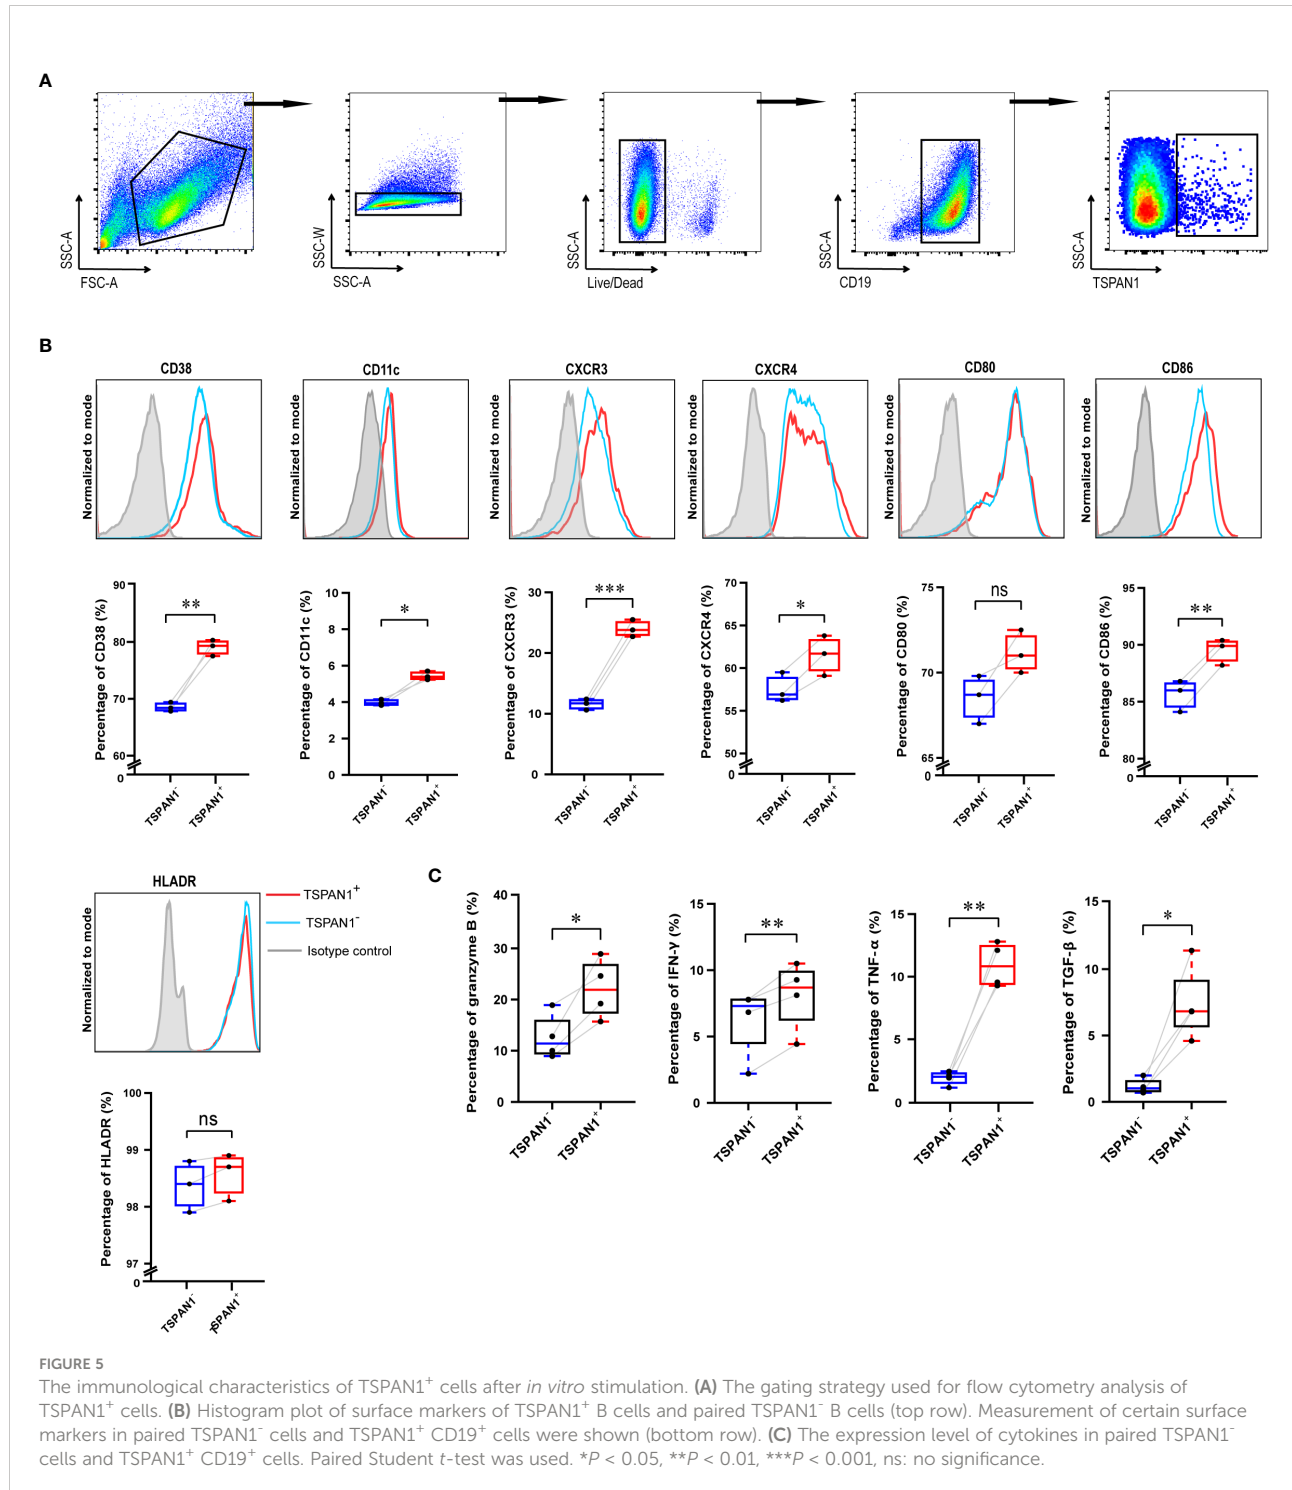 A
SSC-A
FSC-A
SSC-W
SSC-A
SSC-A
Live/Dead
SSC-A
CD19
SSC-A
TSPAN1
B
CD38
CD11c
CXCR3
CXCR4
CD80
CD86
Normalized to mode
Normalized to mode
Normalized to mode
Normalized to mode
Normalized to mode
Normalized to mode
Percentage of CD38 (%)
90
80
70
60
0
**
TSPAN1-
TSPAN1+
Percentage of CD11c (%)
10
8
6
4
2
0
*
TSPAN1-
TSPAN1+
Percentage of CXCR3 (%)
30
20
10
0
***
TSPAN1-
TSPAN1+
Percentage of CXCR4 (%)
70
65
60
55
50
0
*
TSPAN1-
TSPAN1+
Percentage of CD80 (%)
75
70
65
0
ns
TSPAN1-
TSPAN1+
Percentage of CD86 (%)
95
90
85
80
0
**
TSPAN1-
TSPAN1+
HLADR
Normalized to mode
TSPAN1+
TSPAN1-
Isotype control
Percentage of HLADR (%)
100
99
98
97
0
ns
TSPAN1-
TSPAN1+
C
Percentage of granzyme B (%)
40
30
20
10
0
*
TSPAN1-
TSPAN1+
Percentage of IFN-γ (%)
15
10
5
0
**
TSPAN1-
TSPAN1+
Percentage of TNF-α (%)
15
10
5
0
**
TSPAN1-
TSPAN1+
Percentage of TGF-β (%)
15
10
5
0
*
TSPAN1-
TSPAN1+
FIGURE 5
The immunological characteristics of TSPAN1+ cells after in vitro stimulation. (A) The gating strategy used for flow cytometry analysis of
TSPAN1+ cells. (B) Histogram plot of surface markers of TSPAN1+ B cells and paired TSPAN1- B cells (top row). Measurement of certain surface
markers in paired TSPAN1- cells and TSPAN1+ CD19+ cells were shown (bottom row). (C) The expression level of cytokines in paired TSPAN1-
cells and TSPAN1+ CD19+ cells. Paired Student t-test was used. *P < 0.05, **P < 0.01, ***P < 0.001, ns: no significance.